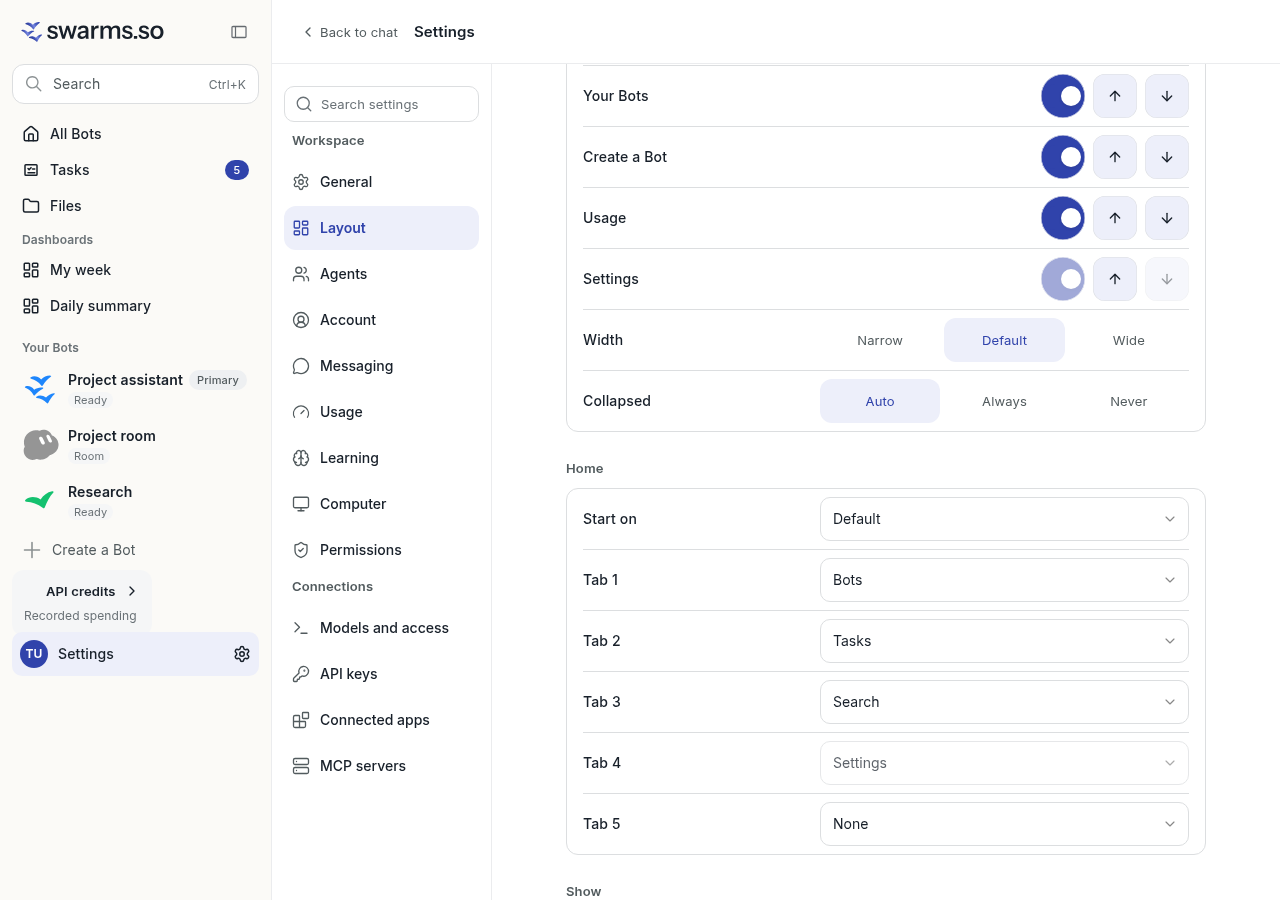 swarms.so
Search Ctrl+K
All Bots
Tasks 5
Files
Dashboards
My week
Daily summary
Your Bots
Project assistant Primary
Ready
Project room
Room
Research
Ready
Create a Bot
API credits
Recorded spending
TU Settings
Back to chat Settings
Search settings
Workspace
General
Layout
Agents
Account
Messaging
Usage
Learning
Computer
Permissions
Connections
Models and access
API keys
Connected apps
MCP servers
Your Bots
Create a Bot
Usage
Settings
Width Narrow Default Wide
Collapsed Auto Always Never
Home
Start on Default
Tab 1 Bots
Tab 2 Tasks
Tab 3 Search
Tab 4 Settings
Tab 5 None
Show